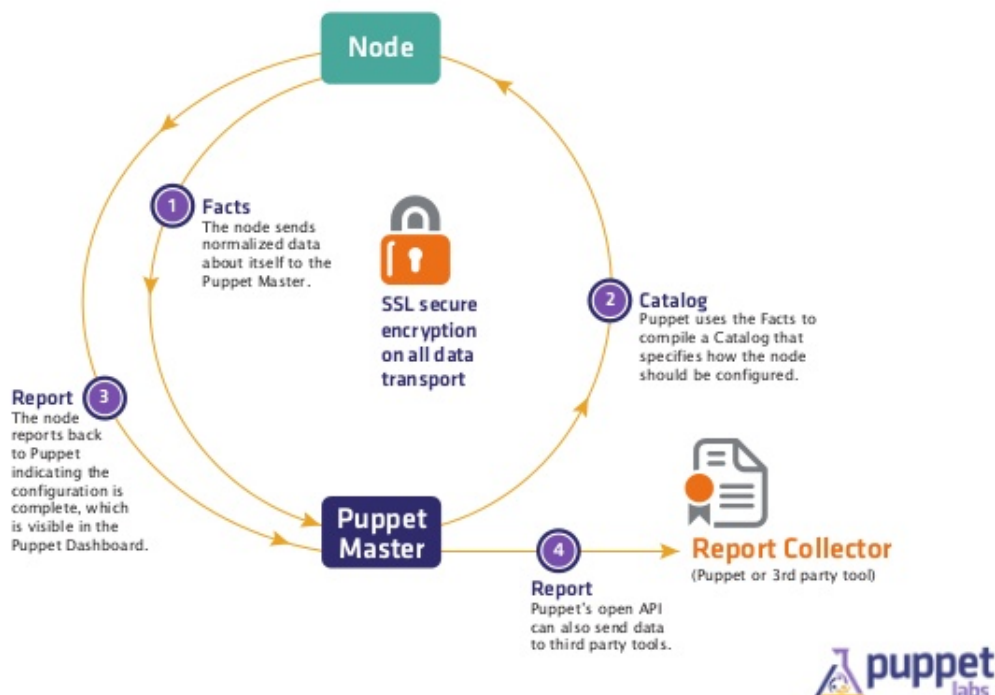 Node
1
Facts
The node sends
normalized data
about itself to the
Puppet Master.
SSL secure
encryption
on all data
transport
2
Catalog
Puppet uses the Facts to
compile a Catalog that
specifies how the node
should be configured.
Report
3
The node
reports back
to Puppet
indicating the
configuration is
complete, which
is visible in the
Puppet Dashboard.
Puppet
Master
4
Report
Puppet's open API
can also send data
to third party tools.
Report Collector
(Puppet or 3rd party tool)
puppet
labs